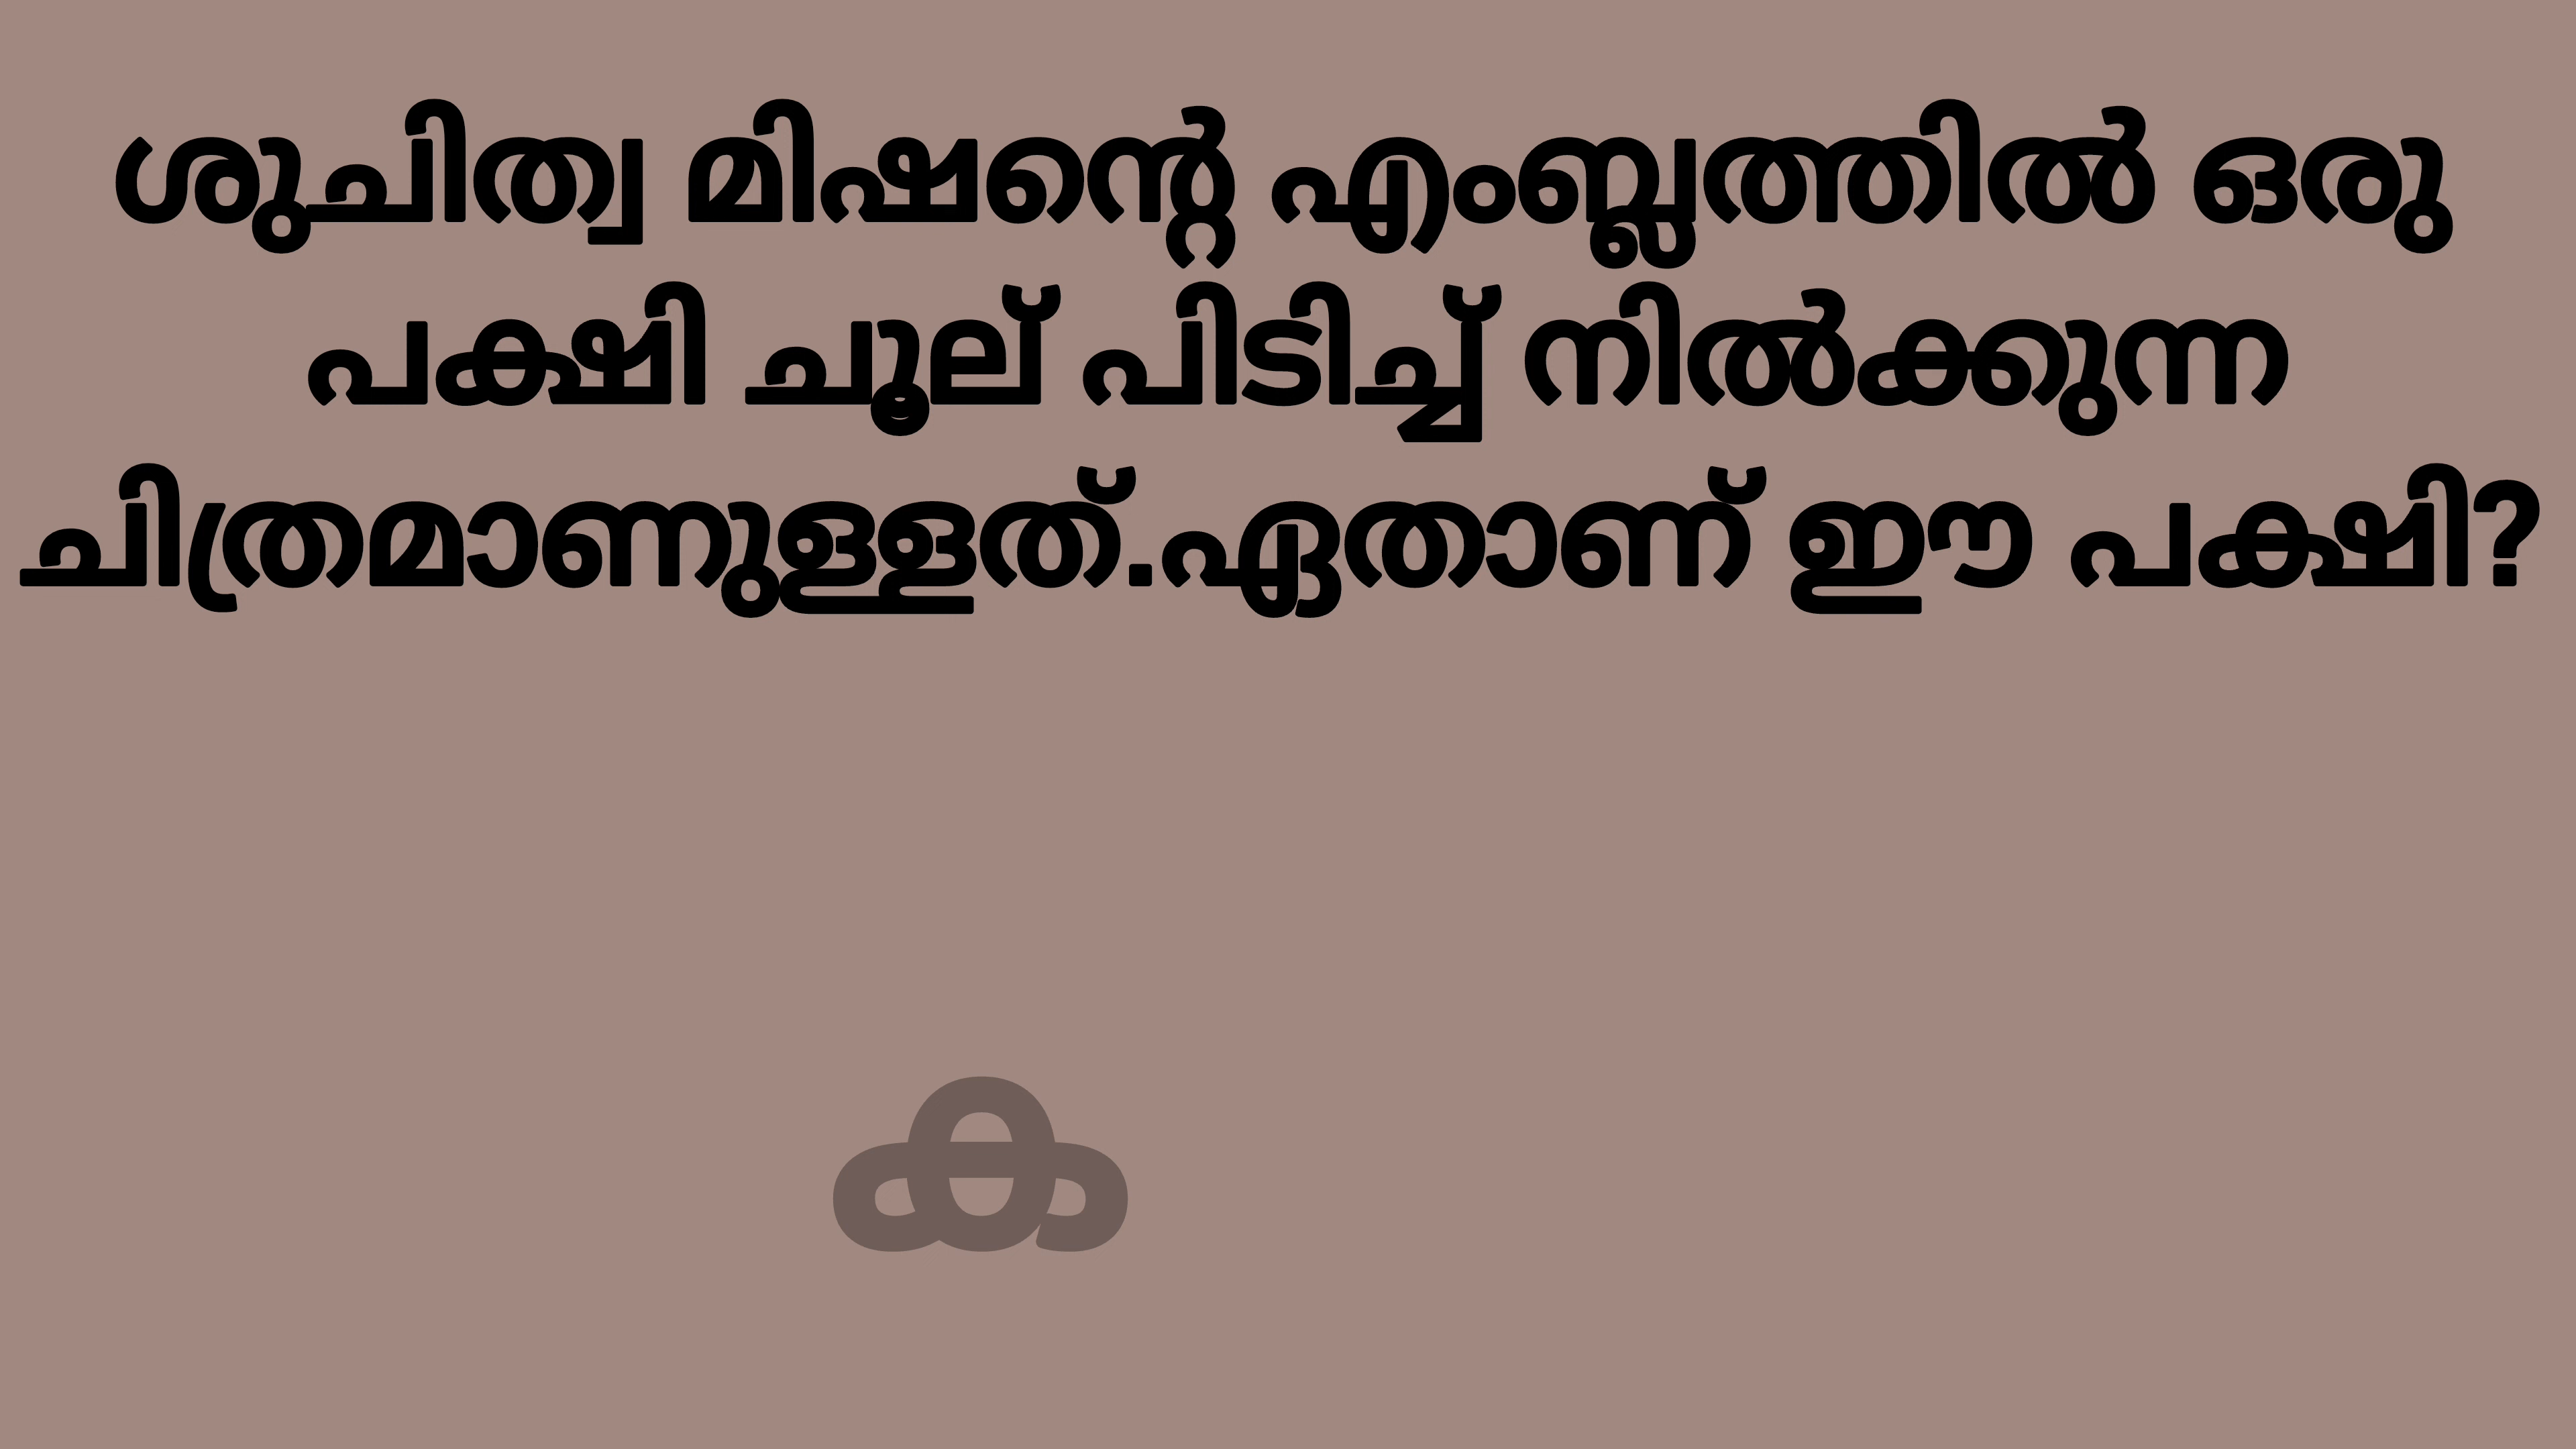 ശുചിത്വ മിഷന്റെ എംബ്ലത്തിൽ ഒരു
പക്ഷി ചൂല് പിടിച്ച് നിൽക്കുന്ന
ചിത്രമാണുള്ളത്.ഏതാണ് ഈ പക്ഷി?
ക